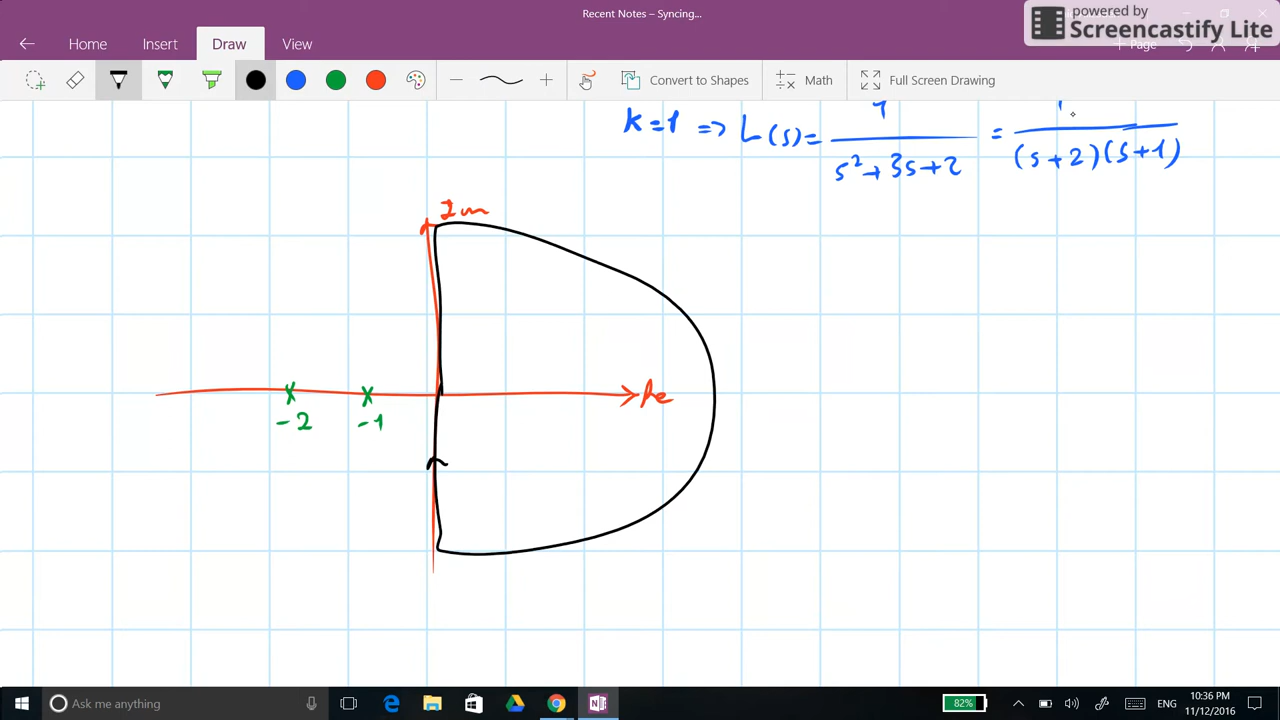 Recent Notes – Syncing...
powered by
Screencastify Lite
Home Insert Draw View
Page
Convert to Shapes Math Full Screen Drawing
k=1 => L(s)= 1/(s²+3s+2) = 1/((s+2)(s+1))
Im
Re
-2 -1
Ask me anything
82%
ENG
10:36 PM
11/12/2016